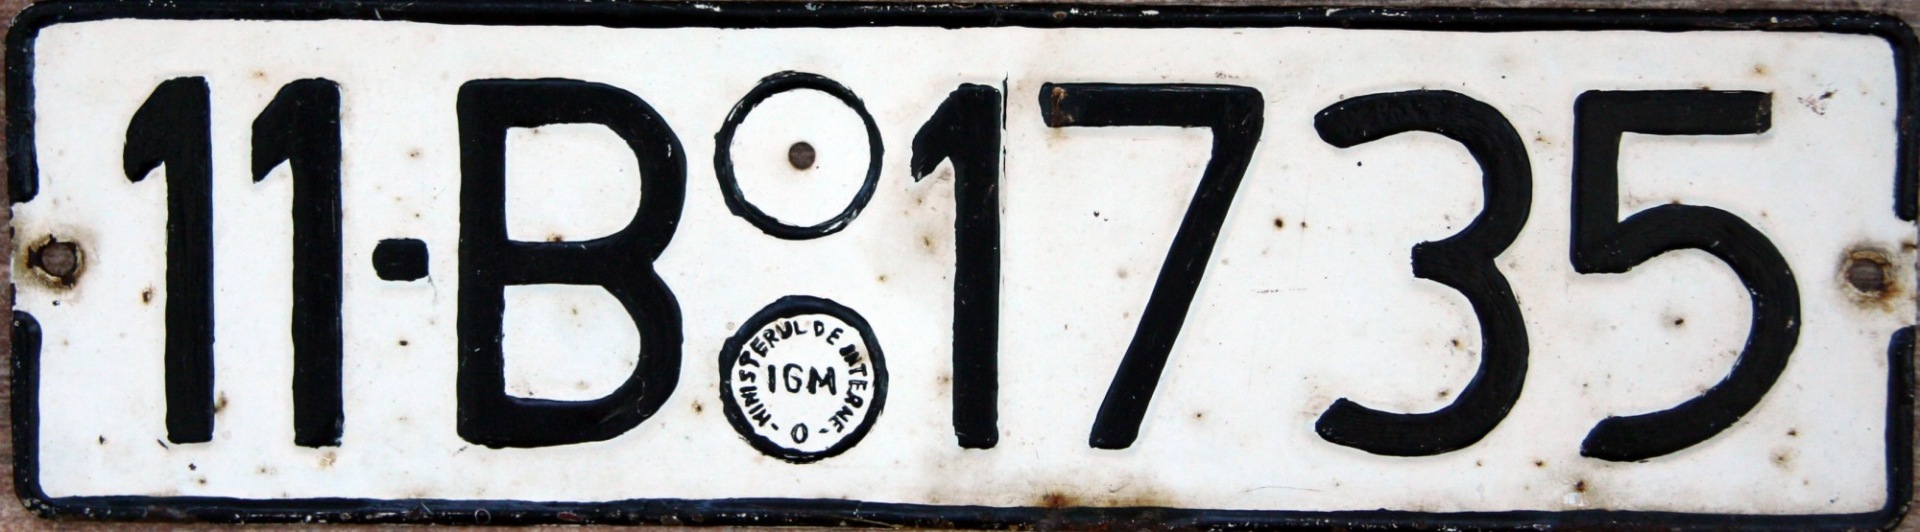 11-B 1735
MINISTERUL DE INTERNE - O -
IGM